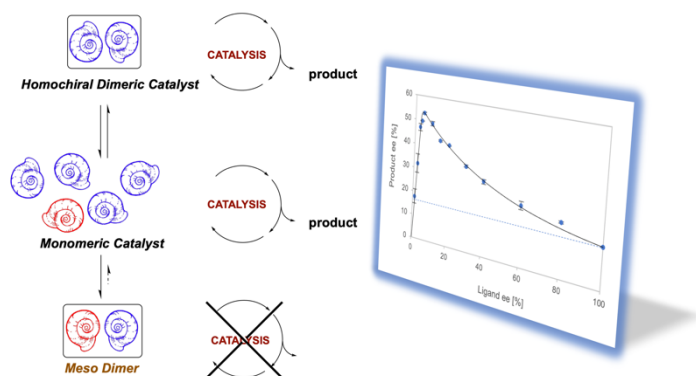 CATALYSIS
product
Homochiral Dimeric Catalyst
CATALYSIS
product
Monomeric Catalyst
CATALYSIS
Meso Dimer
Product ee [%]
60
50
40
30
20
10
0
0
20
40
60
80
100
Ligand ee [%]